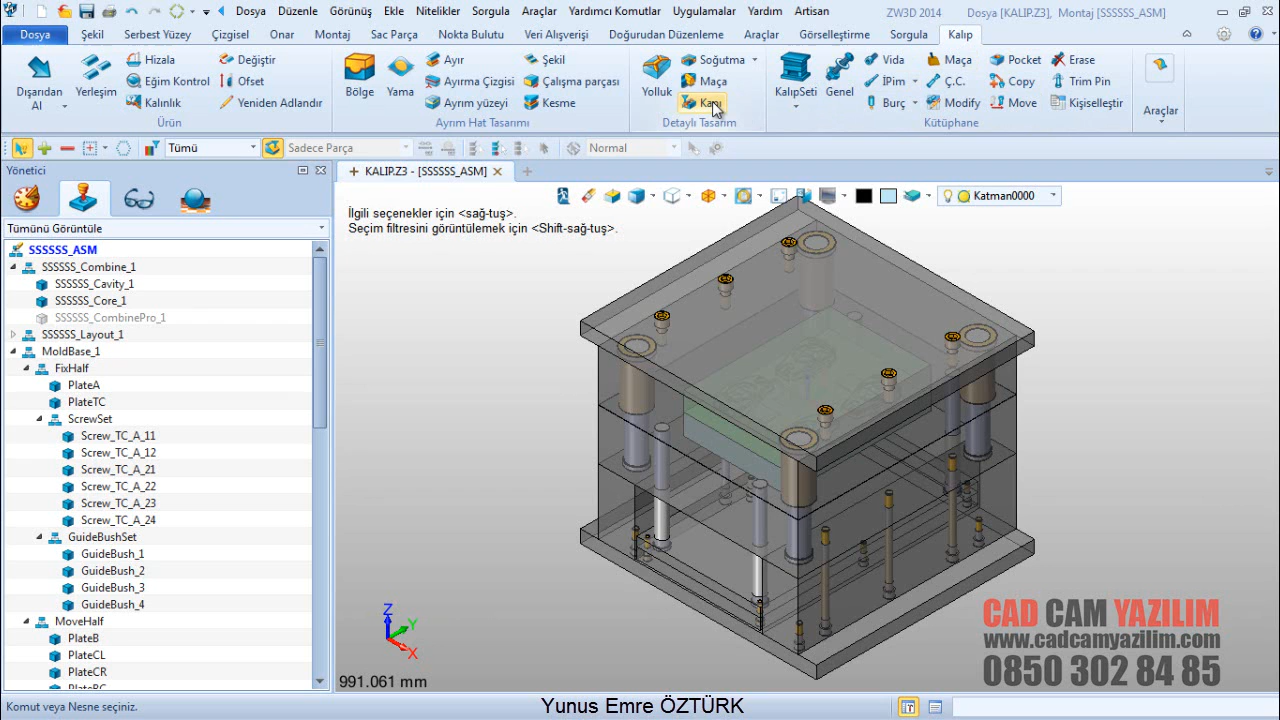 Dosya Düzenle Görünüş Ekle Nitelikler Sorgula Araçlar Yardımcı Komutlar Uygulamalar Yardım Artisan ZW3D 2014 Dosya [KALIP.Z3], Montaj [SSSSSS_ASM]
Dosya Şekil Serbest Yüzey Çizgisel Onar Montaj Sac Parça Nokta Bulutu Veri Alışverişi Doğurudan Düzenleme Araçlar Görselleştirme Sorgula Kalıp
Dışarıdan Al
Yerleşim
Hizala
Eğim Kontrol
Kalınlık
Değiştir
Ofset
Yeniden Adlandır
Ürün
Bölge
Yama
Ayır
Ayırma Çizgisi
Ayrım yüzeyi
Şekil
Çalışma parçası
Kesme
Ayrım Hat Tasarımı
Yolluk
Soğutma
Maça
Detaylı Tasarım
KalıpSeti
Genel
Vida
İPim
Burç
Maça
Ç.C.
Modify
Pocket
Copy
Move
Erase
Trim Pin
Kişiselleştir
Kütüphane
Araçlar
Tümü
Sadece Parça
Normal
Yönetici
KALIP.Z3 - [SSSSSS_ASM]
Tümünü Görüntüle
İlgili seçenekler için <sağ-tuş>.
Seçim filtresini görüntülemek için <Shift-sağ-tuş>.
Katman0000
SSSSSS_ASM
SSSSSS_Combine_1
SSSSSS_Cavity_1
SSSSSS_Core_1
SSSSSS_CombinePro_1
SSSSSS_Layout_1
MoldBase_1
FixHalf
PlateA
PlateTC
ScrewSet
Screw_TC_A_11
Screw_TC_A_12
Screw_TC_A_21
Screw_TC_A_22
Screw_TC_A_23
Screw_TC_A_24
GuideBushSet
GuideBush_1
GuideBush_2
GuideBush_3
GuideBush_4
MoveHalf
PlateB
PlateCL
PlateCR
Z
Y
X
991.061 mm
CAD CAM YAZILIM
www.cadcamyazilim.com
0850 302 84 85
Komut veya Nesne seçiniz.
Yunus Emre ÖZTÜRK